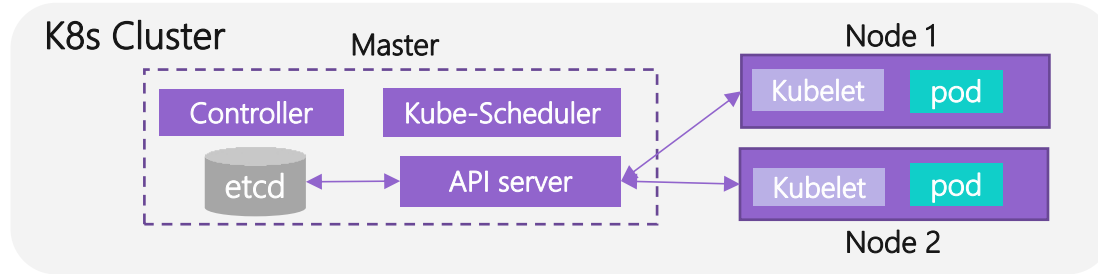 K8s Cluster
Master
Controller
Kube-Scheduler
etcd
API server
Node 1
Kubelet
pod
Kubelet
pod
Node 2